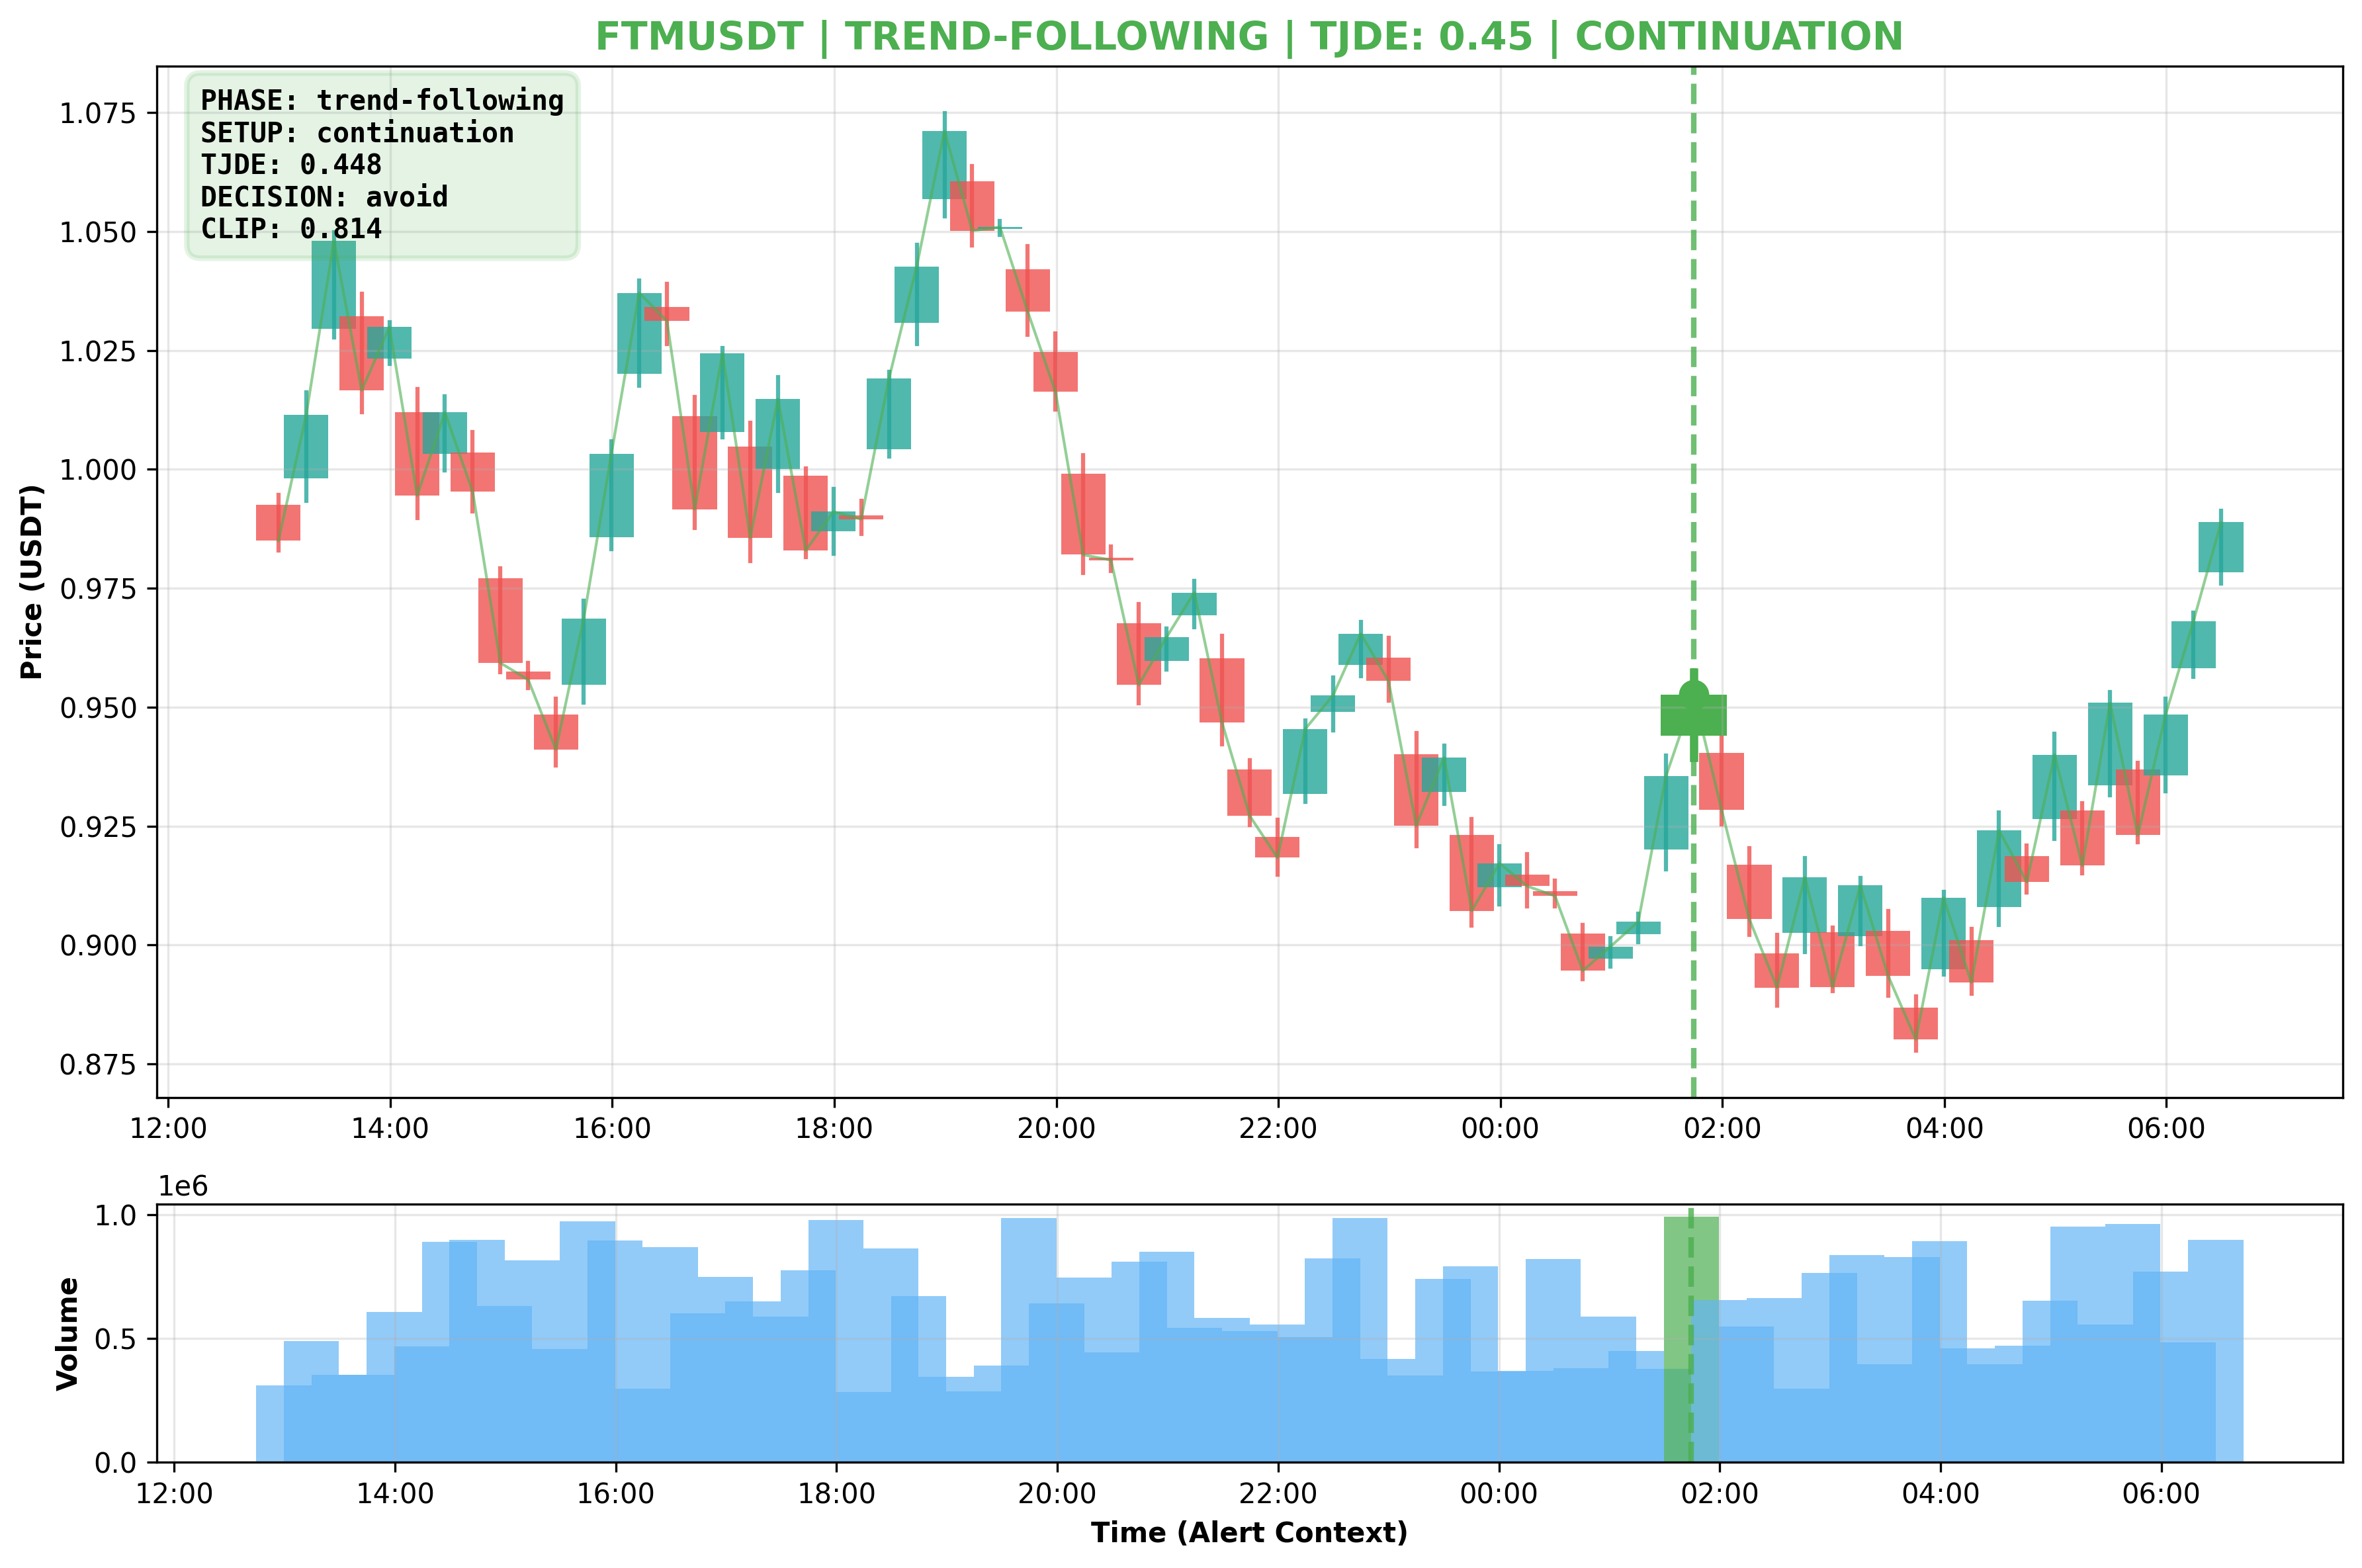 FTMUSDT | TREND-FOLLOWING | TJDE: 0.45 | CONTINUATION
PHASE: trend-following
SETUP: continuation
TJDE: 0.448
DECISION: avoid
CLIP: 0.814
Price (USDT)
1.075
1.050
1.025
1.000
0.975
0.950
0.925
0.900
0.875
12:00 14:00 16:00 18:00 20:00 22:00 00:00 02:00 04:00 06:00
1e6
Volume
1.0
0.5
0.0
12:00 14:00 16:00 18:00 20:00 22:00 00:00 02:00 04:00 06:00
Time (Alert Context)